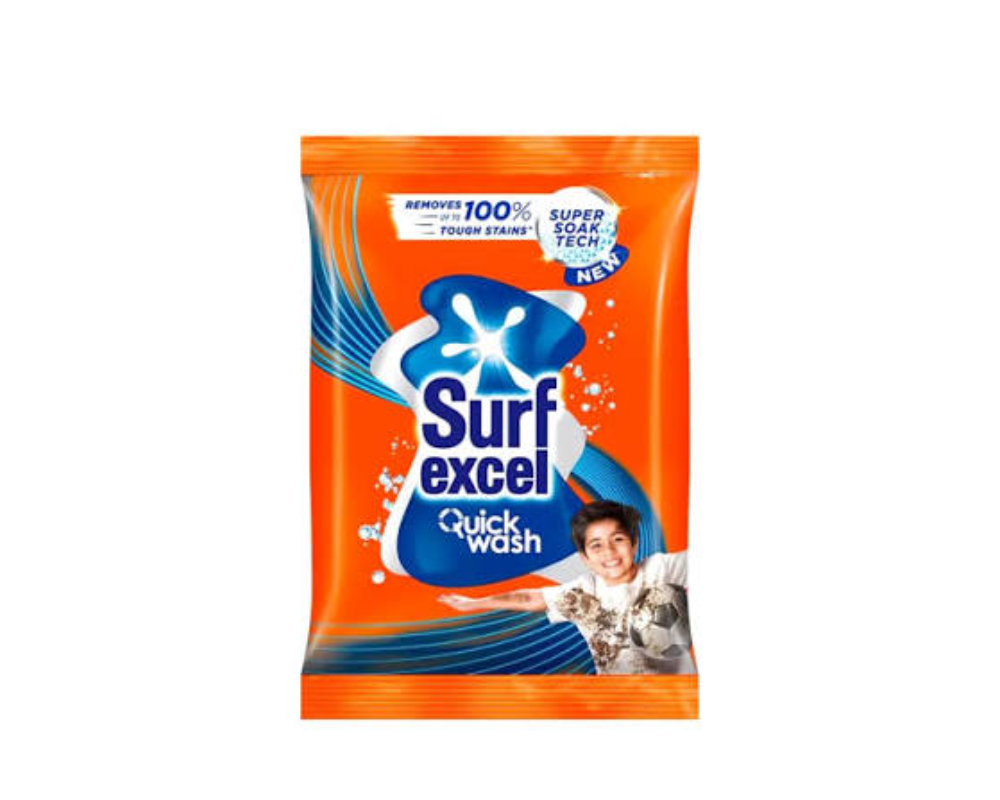 REMOVES
UP TO 100%
TOUGH STAINS*
SUPER
SOAK
TECH
NEW
Surf
excel
Quick
wash